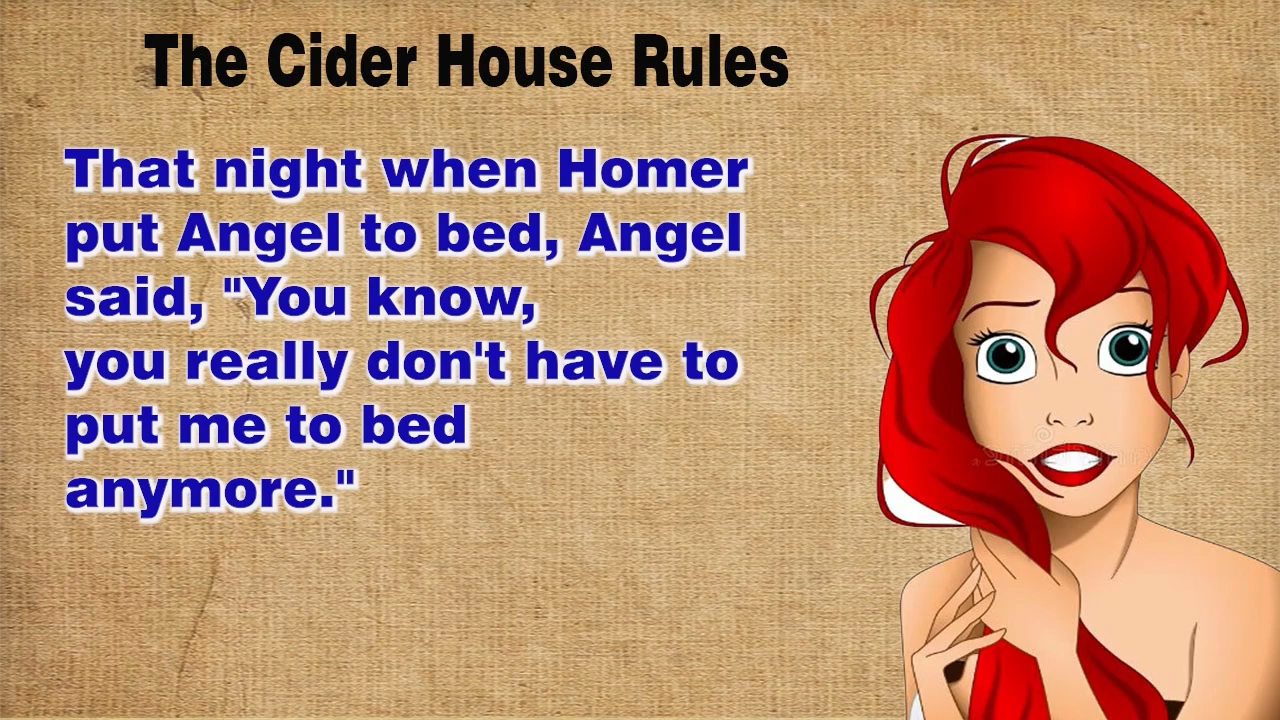 The Cider House Rules
That night when Homer
put Angel to bed, Angel
said, "You know,
you really don't have to
put me to bed
anymore."